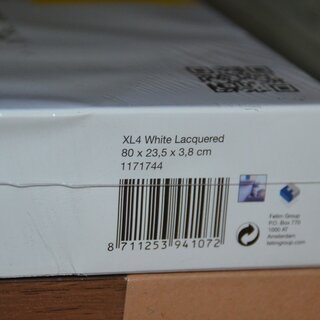 XL4 White Lacquered
80 x 23,5 x 3,8 cm
1171744
8 711253 941072
Fetim Group
P.O. Box 770
1000 AT
Amsterdam
fetimgroup.com